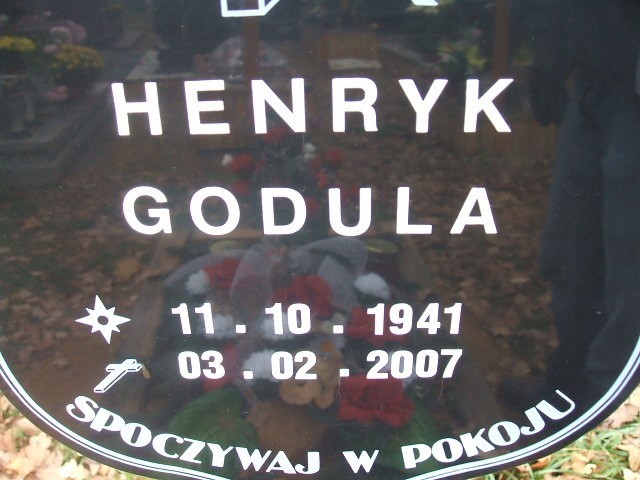 HENRYK
GODULA
11. 10. 1941
03. 02. 2007
SPOCZYWAJ W POKOJU